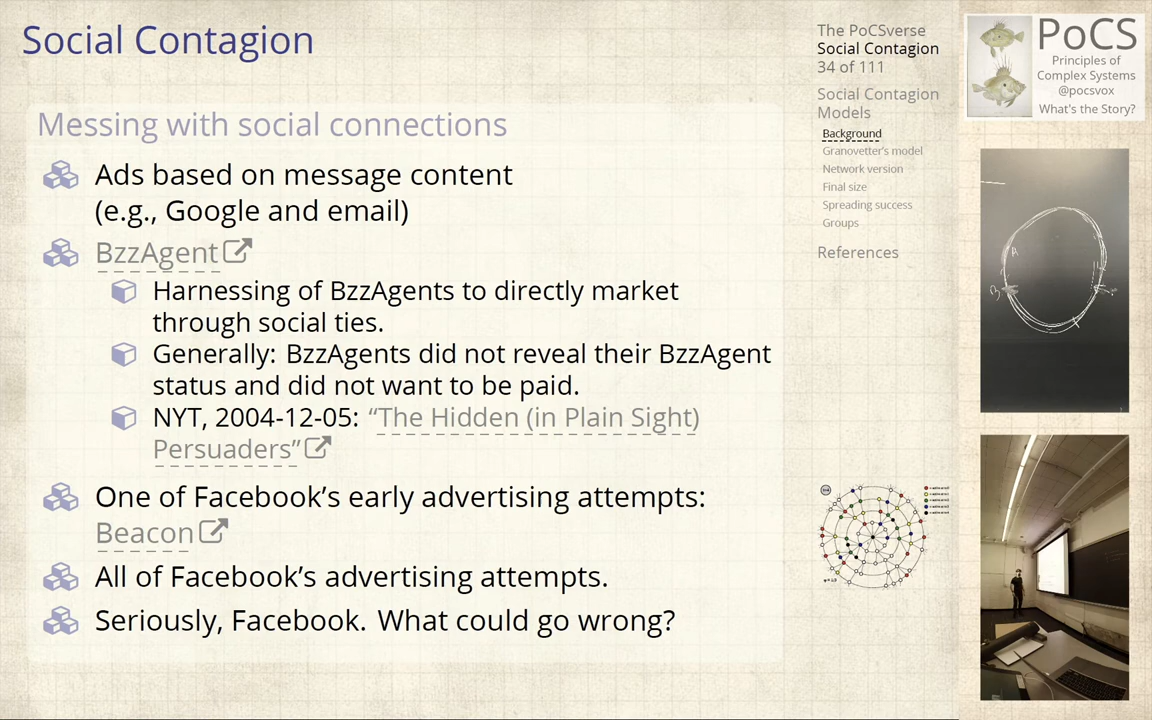 Social Contagion
Messing with social connections
Ads based on message content
(e.g., Google and email)
BzzAgent
Harnessing of BzzAgents to directly market
through social ties.
Generally: BzzAgents did not reveal their BzzAgent
status and did not want to be paid.
NYT, 2004-12-05: “The Hidden (in Plain Sight)
Persuaders”
One of Facebook’s early advertising attempts:
Beacon
All of Facebook’s advertising attempts.
Seriously, Facebook. What could go wrong?
The PoCSverse
Social Contagion
34 of 111
Social Contagion
Models
Background
Granovetter's model
Network version
Final size
Spreading success
Groups
References
PoCS
Principles of
Complex Systems
@pocsvox
What's the Story?
A
B